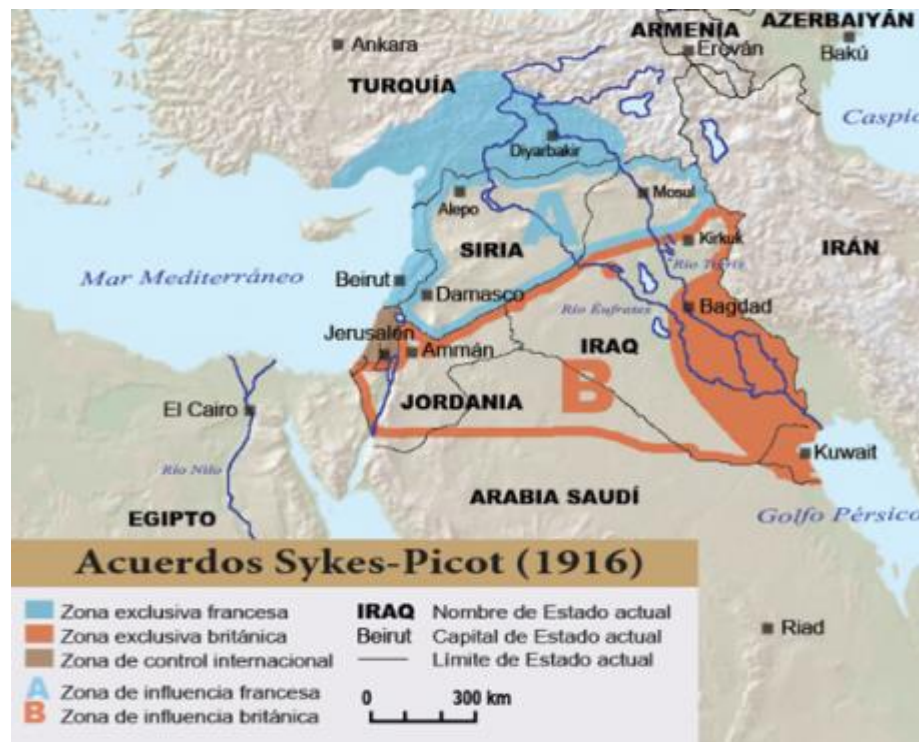 ARMENIA
AZERBAIYÁN
Ankara
Ereván
Bakú
TURQUÍA
Caspio
Diyarbakir
Alepo
A
Mosul
SIRIA
Kirkuk
IRÁN
Mar Mediterráneo
Beirut
Río Tigris
Damasco
Río Éufrates
Bagdad
Jerusalén
Ammán
IRAQ
B
JORDANIA
El Cairo
Kuwait
Río Nilo
ARABIA SAUDÍ
EGIPTO
Golfo Pérsico
Acuerdos Sykes-Picot (1916)
Zona exclusiva francesa
Zona exclusiva británica
Zona de control internacional
A Zona de influencia francesa
B Zona de influencia británica
IRAQ Nombre de Estado actual
Beirut Capital de Estado actual
Límite de Estado actual
0 300 km
Riad